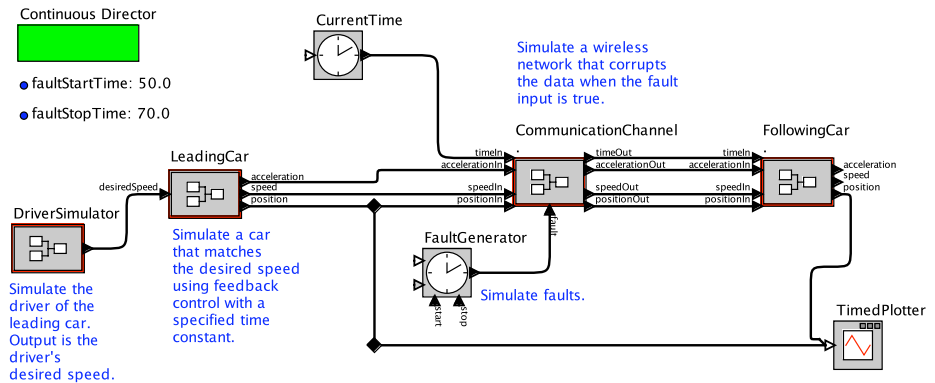 Continuous Director
faultStartTime: 50.0
faultStopTime: 70.0
CurrentTime
Simulate a wireless
network that corrupts
the data when the fault
input is true.
CommunicationChannel
FollowingCar
LeadingCar
desiredSpeed
acceleration
speed
position
timeIn
accelerationIn
speedIn
positionIn
fault
timeOut
accelerationOut
speedOut
positionOut
timeIn
accelerationIn
speedIn
positionIn
acceleration
speed
position
DriverSimulator
Simulate the
driver of the
leading car.
Output is the
driver's
desired speed.
Simulate a car
that matches
the desired speed
using feedback
control with a
specified time
constant.
FaultGenerator
start
stop
Simulate faults.
TimedPlotter